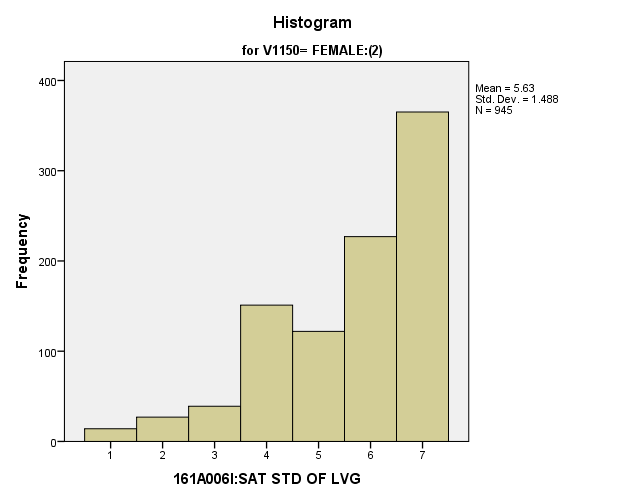 Histogram
for V1150= FEMALE:(2)
Mean = 5.63
Std. Dev. = 1.488
N = 945
400
300
200
100
0
Frequency
1 2 3 4 5 6 7
161A006I:SAT STD OF LVG